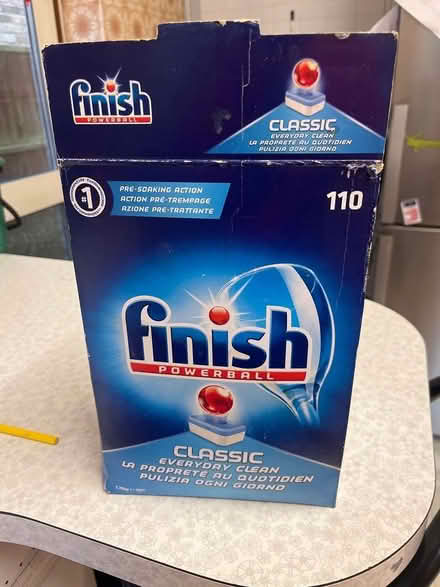 finish
POWERBALL
CLASSIC
EVERYDAY CLEAN
LA PROPRETÉ AU QUOTIDIEN
PULIZIA OGNI GIORNO
#1
PRE-SOAKING ACTION
ACTION PRÉ-TREMPAGE
AZIONE PRE-TRATTANTE
110
finish
POWERBALL
CLASSIC
EVERYDAY CLEAN
LA PROPRETÉ AU QUOTIDIEN
PULIZIA OGNI GIORNO